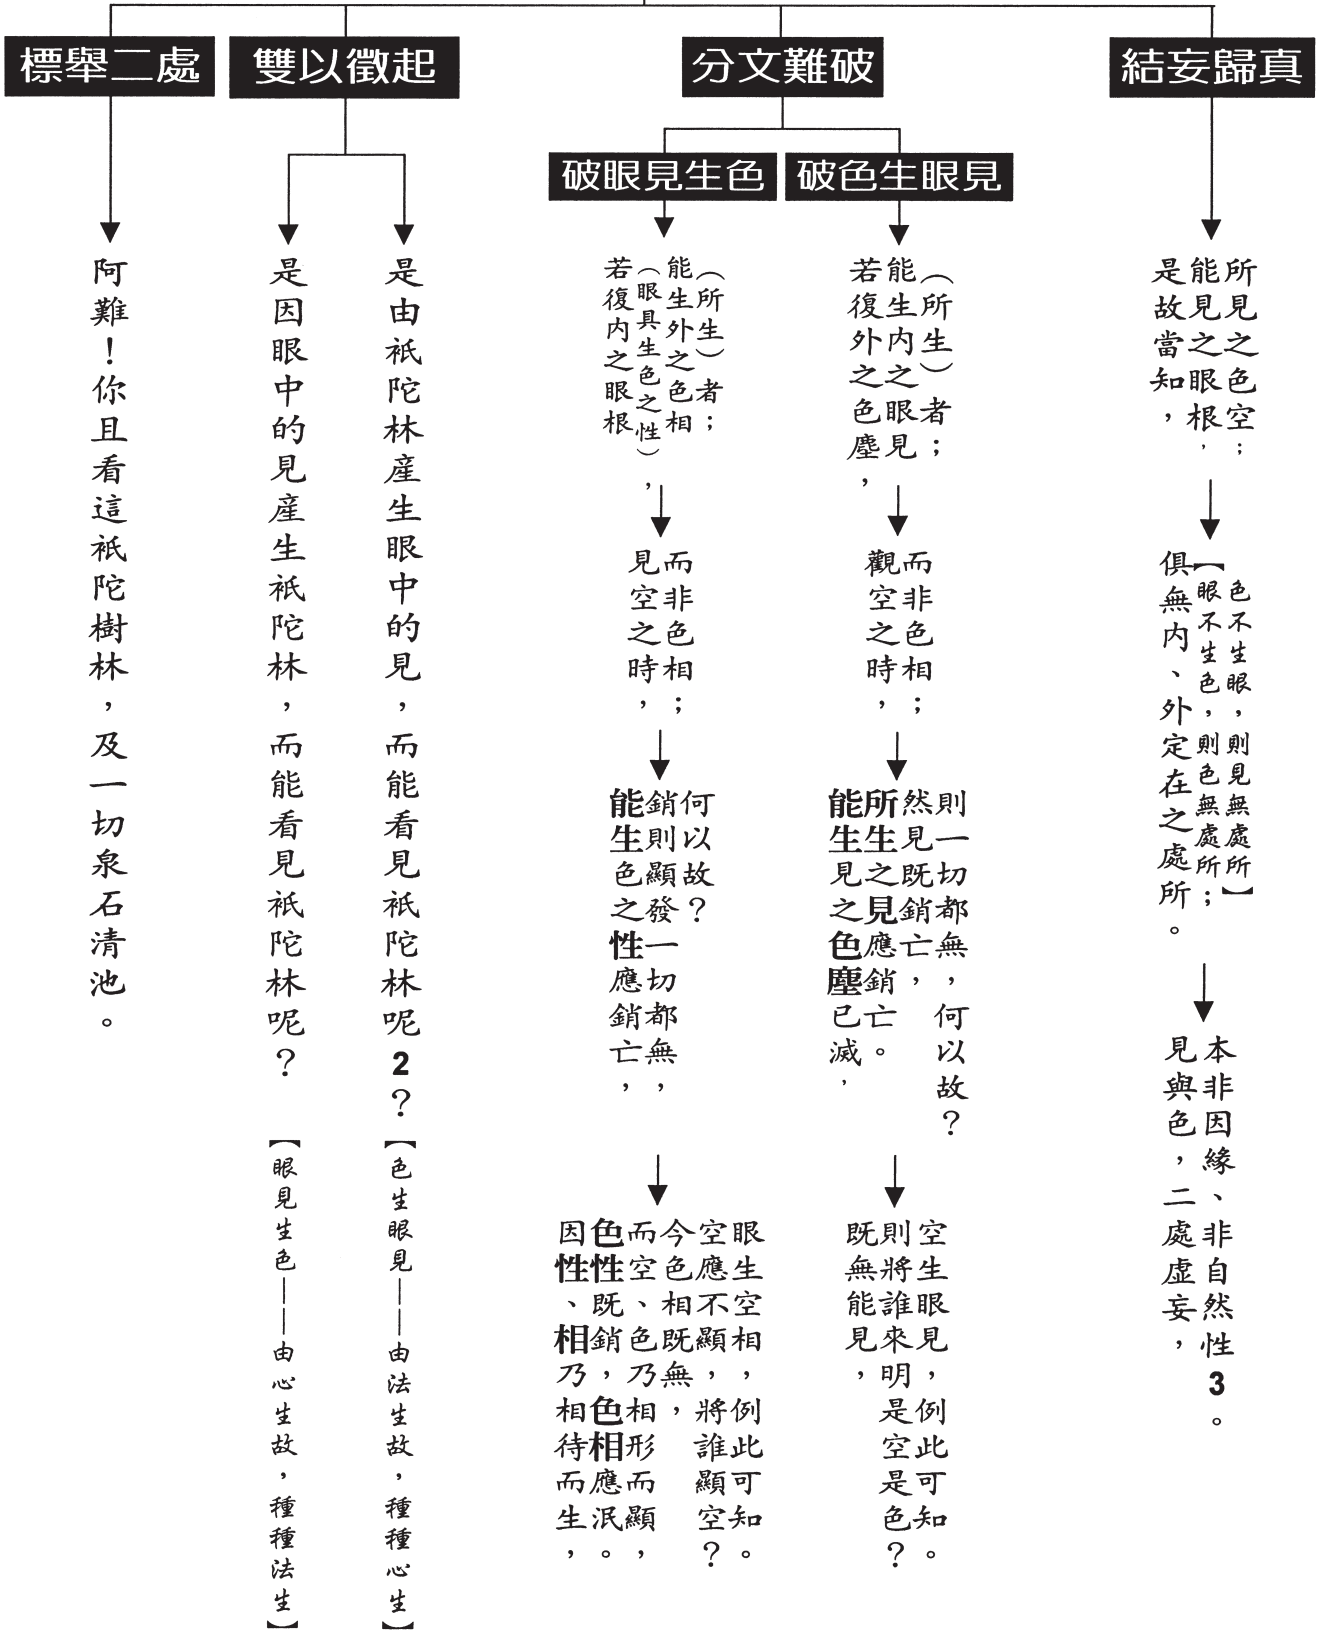 標舉二處
雙以徵起
分文難破
結妄歸真
破眼見生色
破色生眼見
阿難！你且看這祇陀樹林，及一切泉石清池。
是因眼中的見產生祇陀林，而能看見祇陀林呢？
【眼見生色——由心生故，種種法生】
是由祇陀林產生眼中的見，而能看見祇陀林呢2？
【色生眼見——由法生故，種種心生】
若復內之眼根
（眼具生色之性），
能生外之色相
（所生）者；
見空之時，
而非色相；
能生色之性應銷亡，
銷則顯發一切都無，
何以故？
因性、相乃相待而生，
色性既銷，色相應泯。
而空、色乃相形而顯，
今色相既無，
空應不顯，將誰顯空？
眼生空相，例此可知。
若復外之色塵，
能生內之眼見
（所生）者；
觀空之時，
而非色相；
能生見之色塵已滅，
所生之見應銷亡。
然見既銷亡，
則一切都無，何以故？
既無能見，
則將誰來明，是空是色？
空生眼見，例此可知。
是故當知，
能見之眼根，
所見之色空；
俱無內、外定在之處所。
【眼不生色，則色無處所；
色不生眼，則見無處所】
見與色，二處虛妄，
本非因緣、非自然性3。